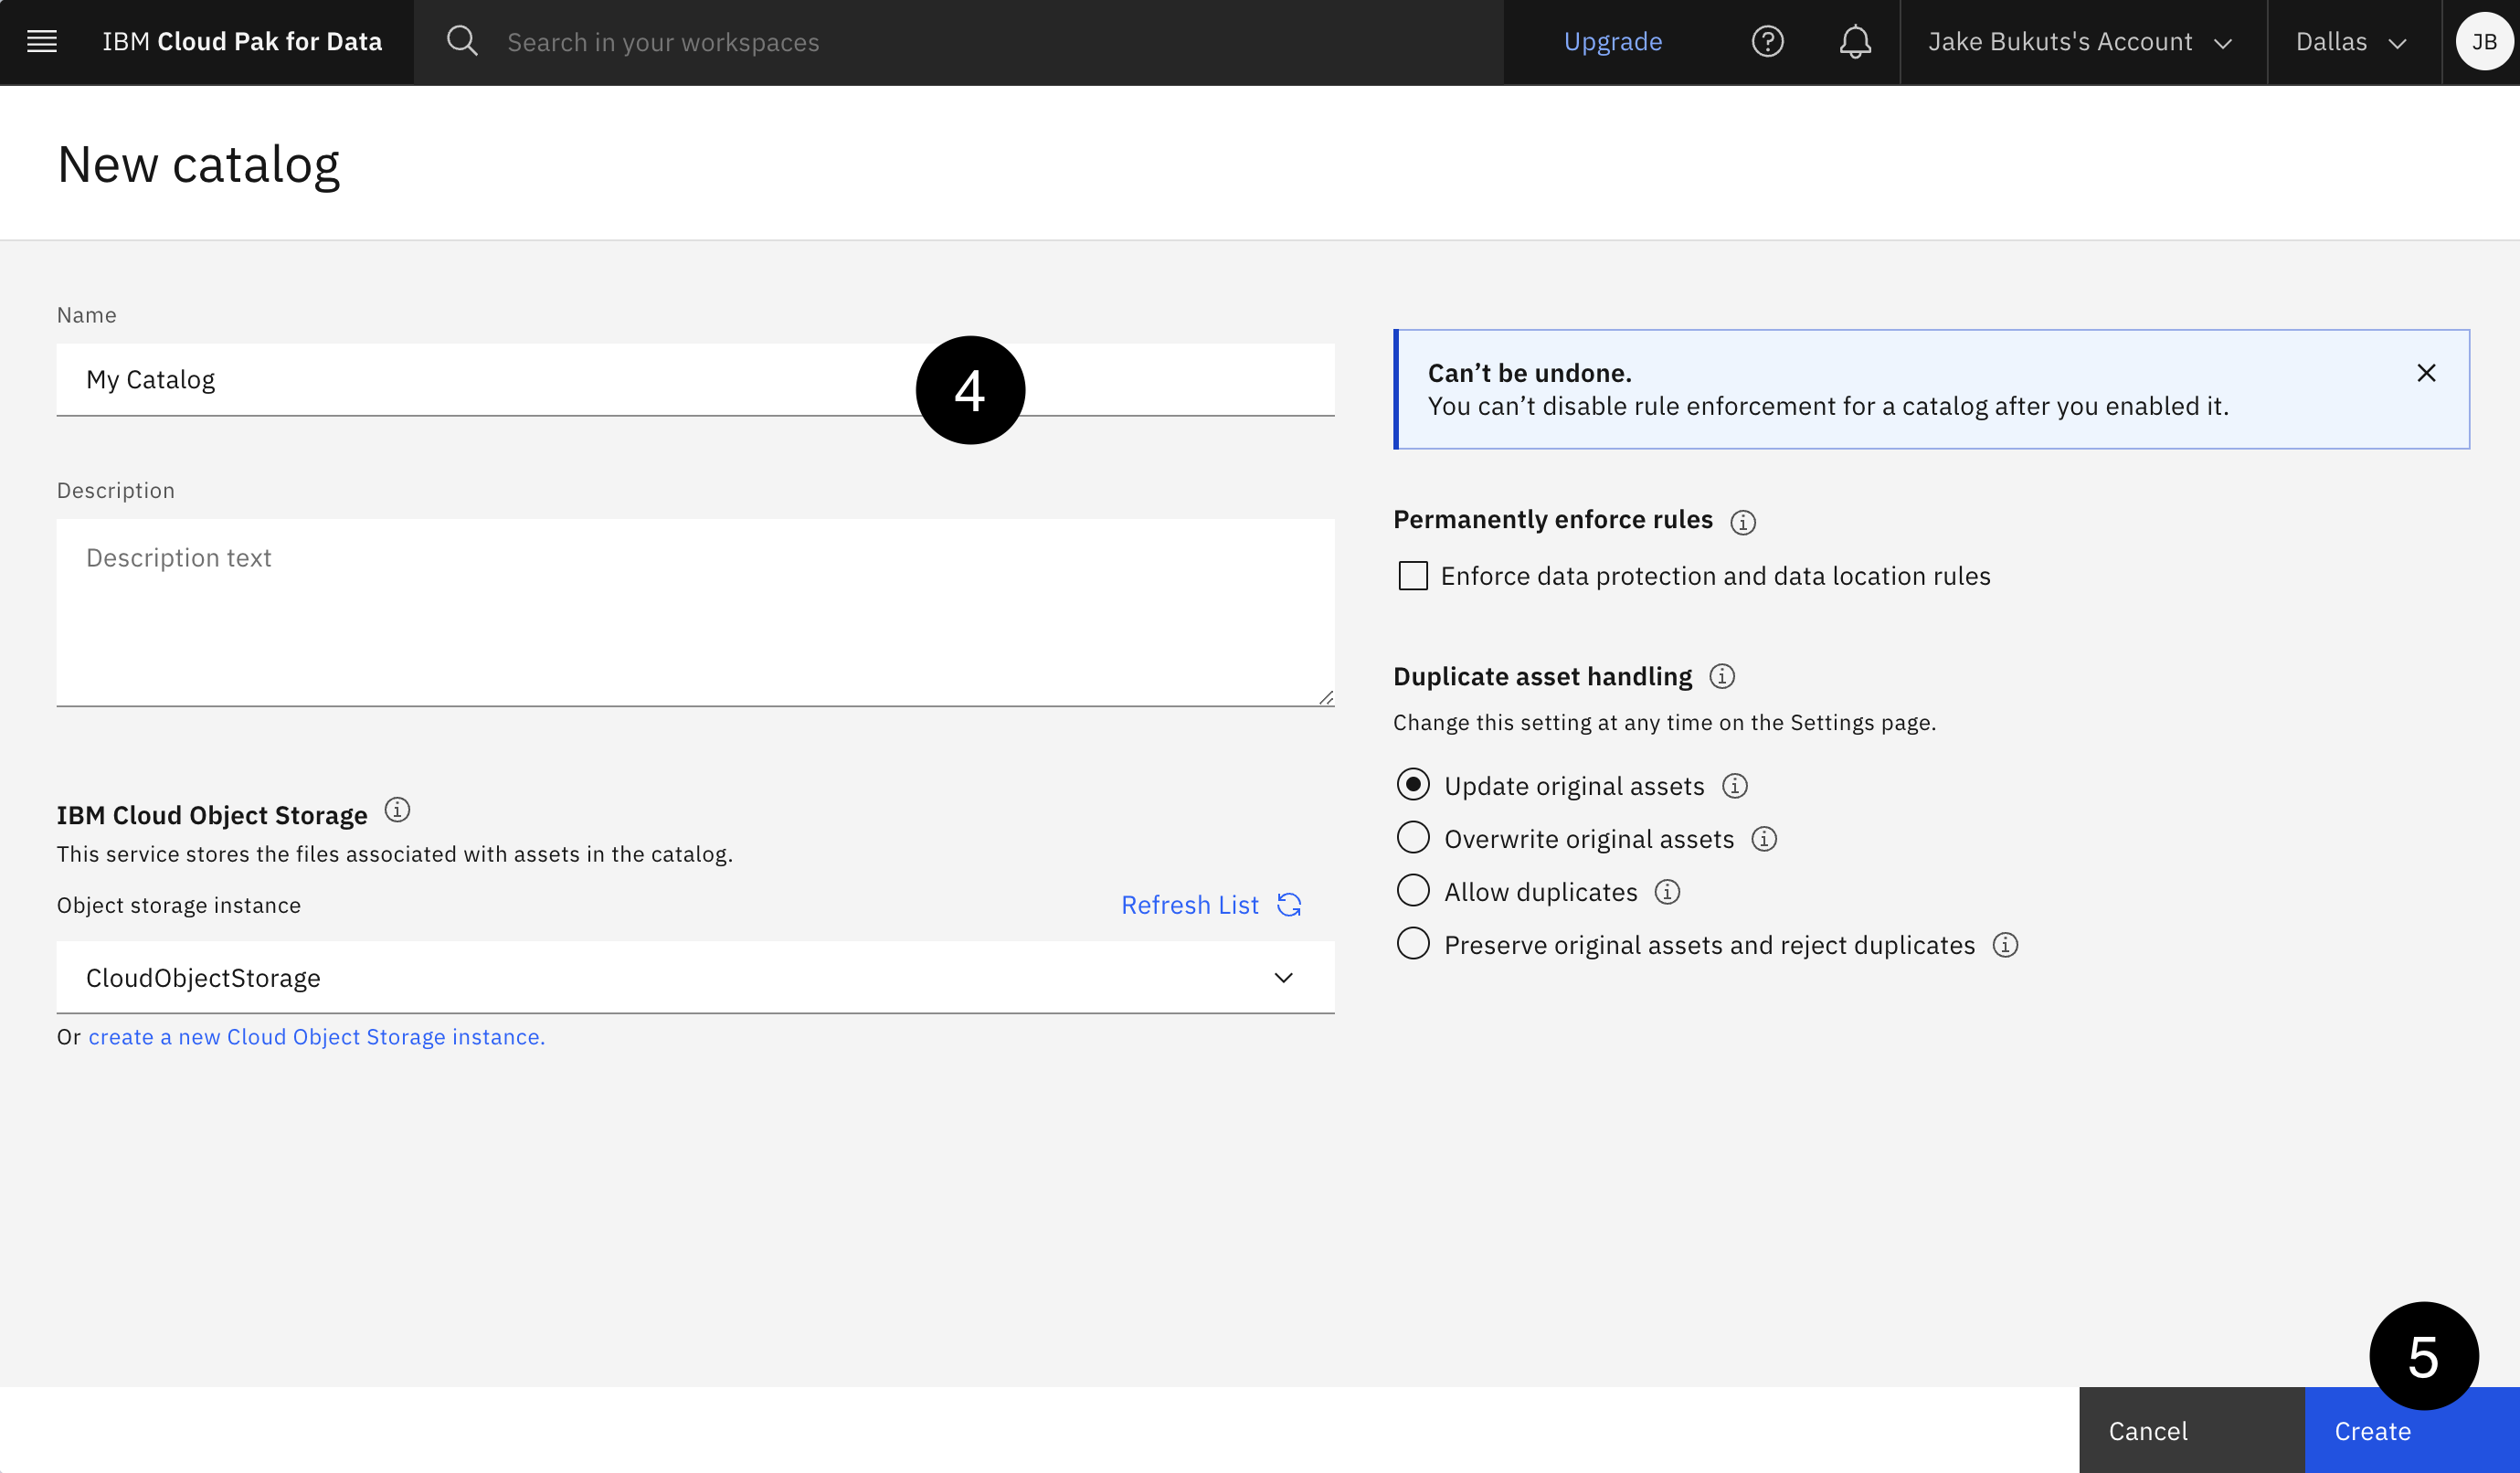 IBM Cloud Pak for Data
Search in your workspaces
Upgrade
Jake Bukuts's Account
Dallas
JB
New catalog
Name
My Catalog
4
Description
Description text
IBM Cloud Object Storage
This service stores the files associated with assets in the catalog.
Object storage instance
Refresh List
CloudObjectStorage
Or create a new Cloud Object Storage instance.
Can’t be undone.
You can’t disable rule enforcement for a catalog after you enabled it.
Permanently enforce rules
Enforce data protection and data location rules
Duplicate asset handling
Change this setting at any time on the Settings page.
Update original assets
Overwrite original assets
Allow duplicates
Preserve original assets and reject duplicates
5
Cancel
Create